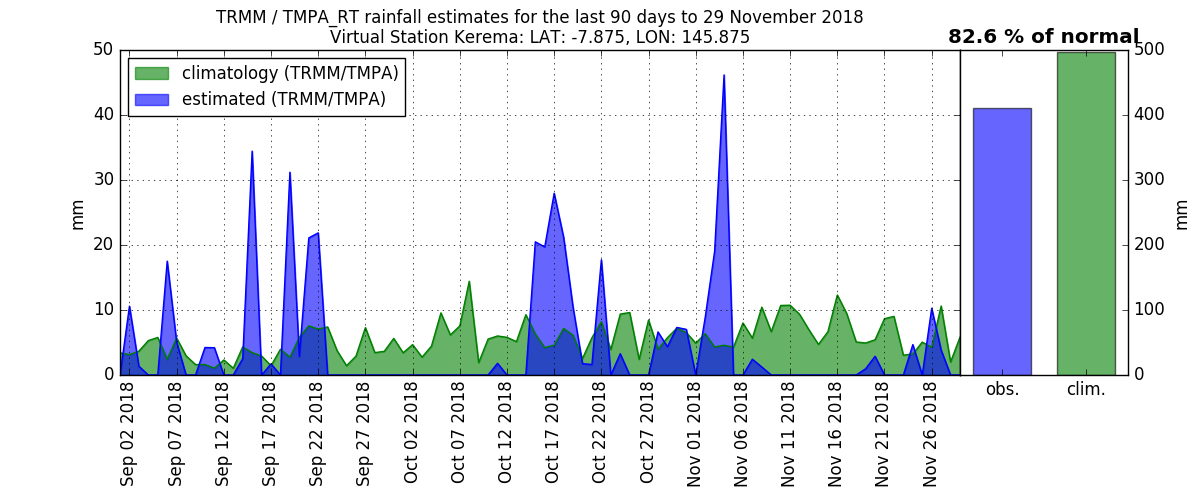 TRMM / TMPA_RT rainfall estimates for the last 90 days to 29 November 2018
Virtual Station Kerema: LAT: -7.875, LON: 145.875
82.6 % of normal
climatology (TRMM/TMPA)
estimated (TRMM/TMPA)
50
40
30
20
10
0
mm
500
400
300
200
100
0
mm
obs.
clim.
Sep 02 2018
Sep 07 2018
Sep 12 2018
Sep 17 2018
Sep 22 2018
Sep 27 2018
Oct 02 2018
Oct 07 2018
Oct 12 2018
Oct 17 2018
Oct 22 2018
Oct 27 2018
Nov 01 2018
Nov 06 2018
Nov 11 2018
Nov 16 2018
Nov 21 2018
Nov 26 2018